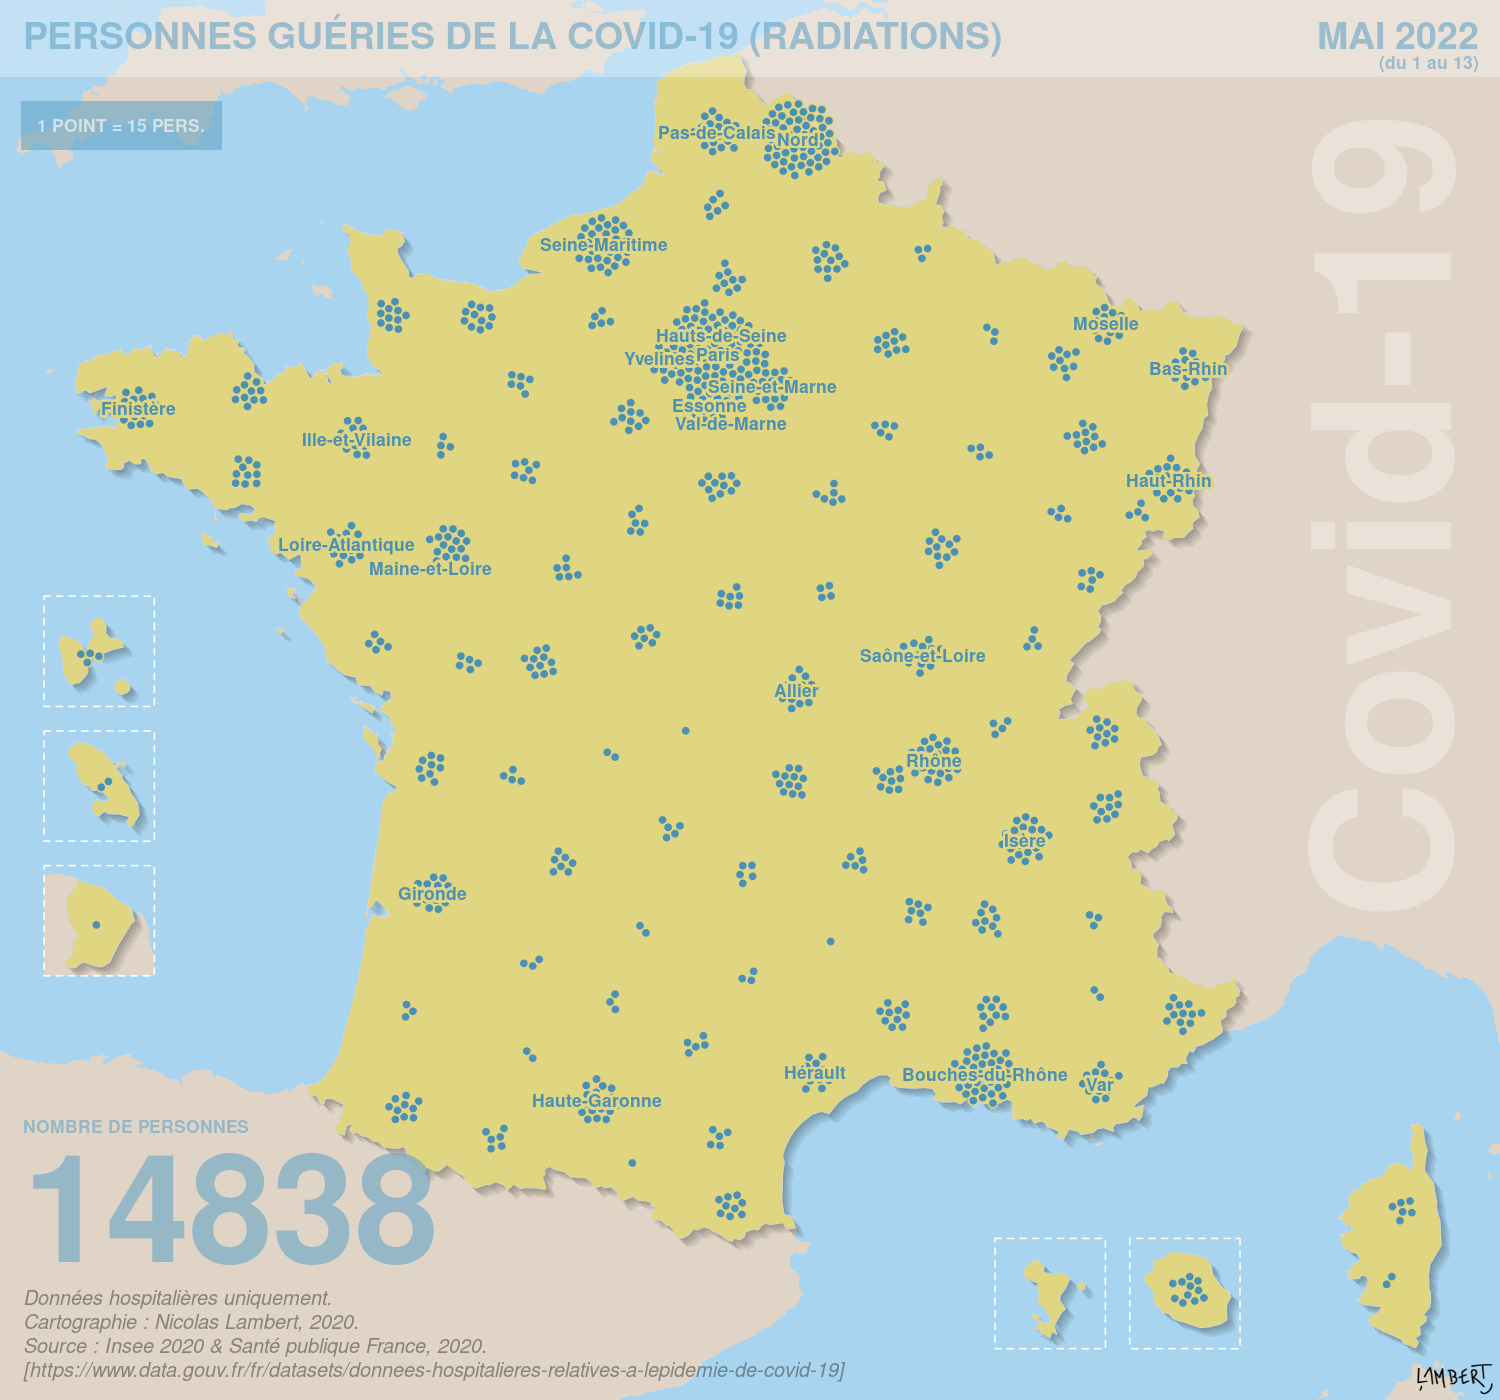 PERSONNES GUÉRIES DE LA COVID-19 (RADIATIONS)
MAI 2022
(du 1 au 13)
1 POINT = 15 PERS.
Covid-19
Pas-de-Calais
Nord
Seine-Maritime
Moselle
Hauts-de-Seine
Yvelines
Paris
Bas-Rhin
Seine-et-Marne
Finistère
Essonne
Val-de-Marne
Ille-et-Vilaine
Haut-Rhin
Loire-Atlantique
Maine-et-Loire
Saône-et-Loire
Allier
Rhône
Isère
Gironde
Hérault
Bouches-du-Rhône
Var
Haute-Garonne
NOMBRE DE PERSONNES
14838
Données hospitalières uniquement.
Cartographie : Nicolas Lambert, 2020.
Source : Insee 2020 & Santé publique France, 2020.
[https://www.data.gouv.fr/fr/datasets/donnees-hospitalieres-relatives-a-lepidemie-de-covid-19]
LAMBERT